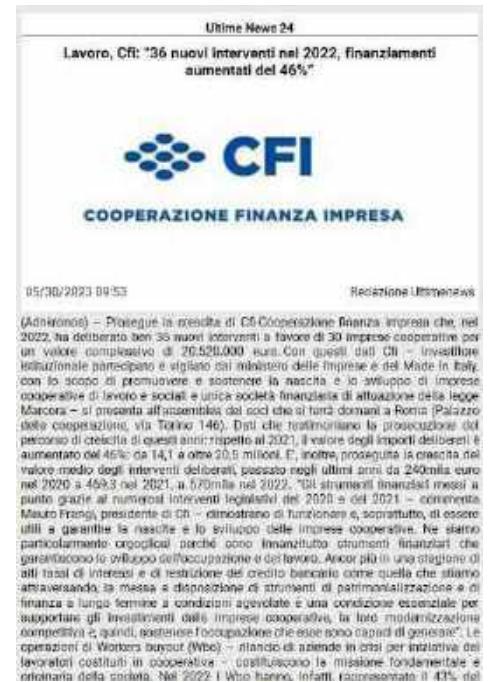 Ultime News 24
Lavoro, Cfi: "36 nuovi interventi nel 2022, finanziamenti
aumentati del 46%"
CFI
COOPERAZIONE FINANZA IMPRESA
05/30/2023 09:53 Redazione Ultimenews
(Adnkronos) – Prosegue la crescita di Cfi-Cooperazione finanza impresa che, nel
2022, ha deliberato ben 36 nuovi interventi a favore di 30 imprese cooperative per
un valore complessivo di 20.520.000 euro. Con questi dati Cfi – investitore
istituzionale partecipato e vigilato dal ministero delle Imprese e del Made in Italy,
con lo scopo di promuovere e sostenere la nascita e lo sviluppo di imprese
cooperative di lavoro e sociali e unica società finanziaria di attuazione della legge
Marcora – si presenta all'assemblea dei soci che si terrà domani a Roma (Palazzo
della cooperazione, via Torino 146). Dati che testimoniano la prosecuzione del
percorso di crescita di questi anni: rispetto al 2021, il valore degli importi deliberati è
aumentato del 46%: da 14,1 a oltre 20,5 milioni. E', inoltre, proseguita la crescita del
valore medio degli interventi deliberati, passato negli ultimi anni da 240mila euro
nel 2020 a 469,3 nel 2021, a 570mila nel 2022. "Gli strumenti finanziari messi a
punto grazie ai numerosi interventi legislativi del 2020 e del 2021 – commenta
Mauro Frangi, presidente di Cfi – dimostrano di funzionare e, soprattutto, di essere
utili a garantire la nascita e lo sviluppo delle imprese cooperative. Ne siamo
particolarmente orgogliosi perché sono innanzitutto strumenti finanziari che
garantiscono lo sviluppo dell'occupazione e del lavoro. Ancor più in una stagione di
alti tassi di interessi e di restrizione del credito bancario come quella che stiamo
attraversando, la messa a disposizione di strumenti di patrimonializzazione e di
finanza a lungo termine a condizioni agevolate è una condizione essenziale per
supportare gli investimenti delle imprese cooperative, la loro modernizzazione
competitiva e, quindi, sostenere l'occupazione che esse sono capaci di generare". Le
operazioni di Workers buyout (Wbo) – rilancio di aziende in crisi per iniziativa dei
lavoratori costituiti in cooperativa – costituiscono la missione fondamentale e
originaria della società. Nel 2022 i Wbo hanno, infatti, rappresentato il 43% dei